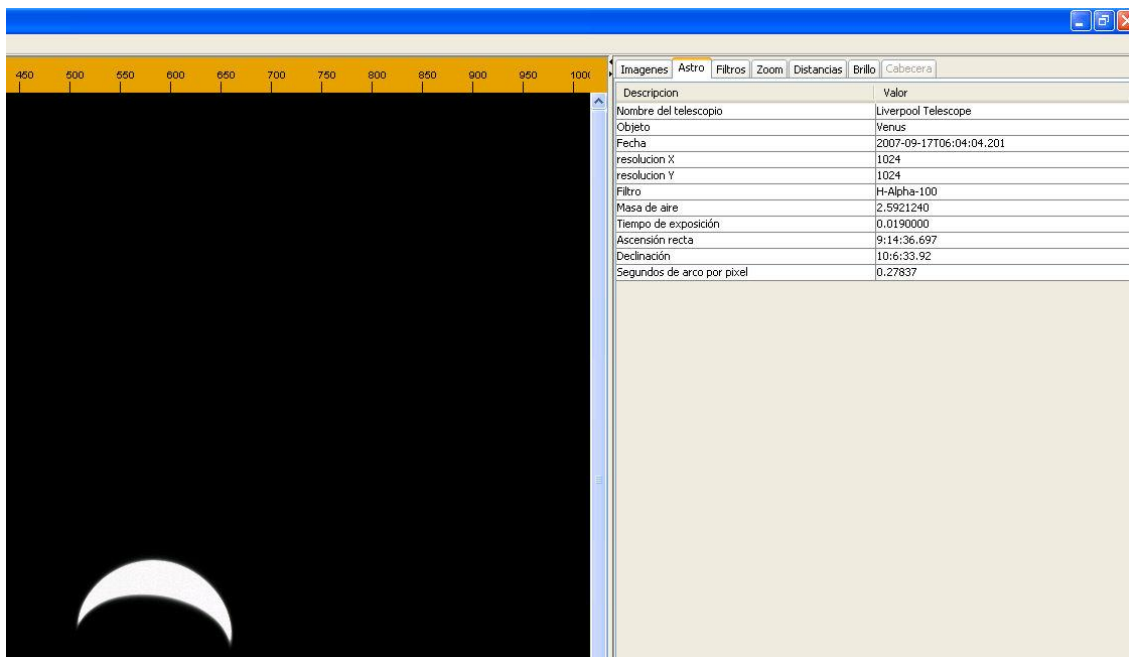 450 500 550 600 650 700 750 800 850 900 950 100
Imagenes Astro Filtros Zoom Distancias Brillo Cabecera
Descripcion Valor
Nombre del telescopio Liverpool Telescope
Objeto Venus
Fecha 2007-09-17T06:04:04.201
resolucion X 1024
resolucion Y 1024
Filtro H-Alpha-100
Masa de aire 2.5921240
Tiempo de exposición 0.0190000
Ascensión recta 9:14:36.697
Declinación 10:6:33.92
Segundos de arco por pixel 0.27837